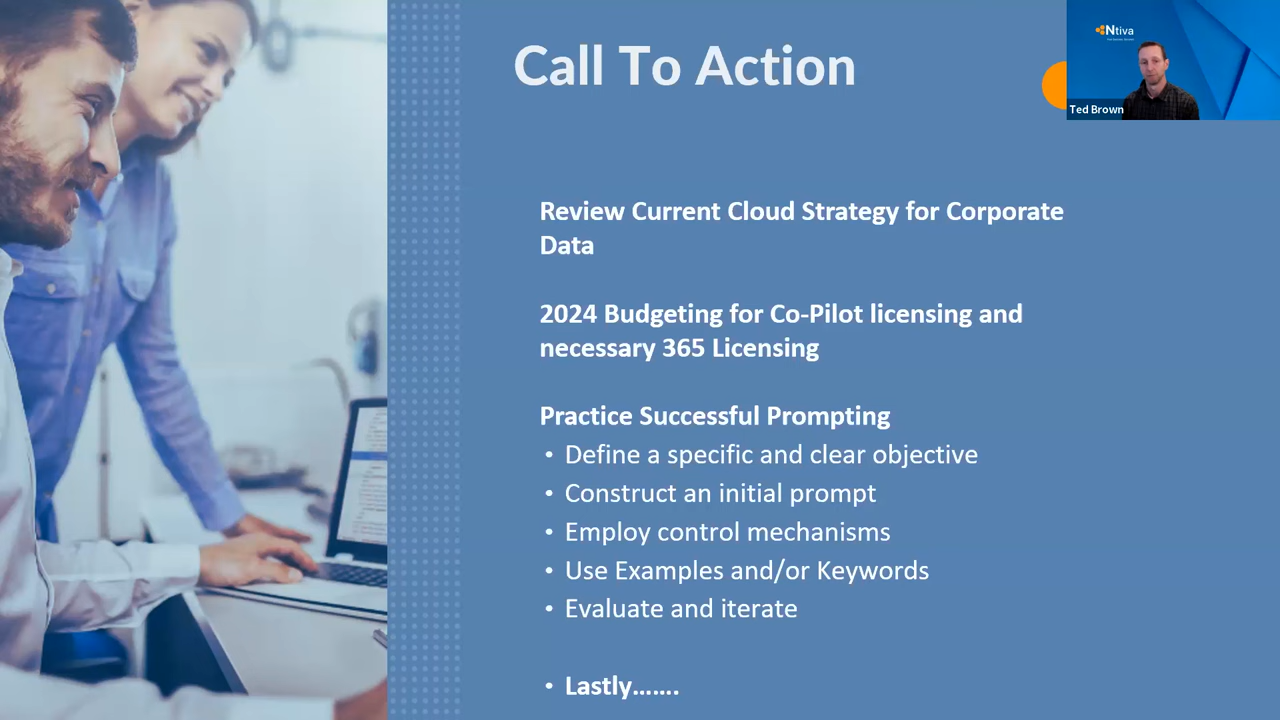 Call To Action
Ntiva
Ted Brown
Review Current Cloud Strategy for Corporate
Data
2024 Budgeting for Co-Pilot licensing and
necessary 365 Licensing
Practice Successful Prompting
• Define a specific and clear objective
• Construct an initial prompt
• Employ control mechanisms
• Use Examples and/or Keywords
• Evaluate and iterate
• Lastly.......